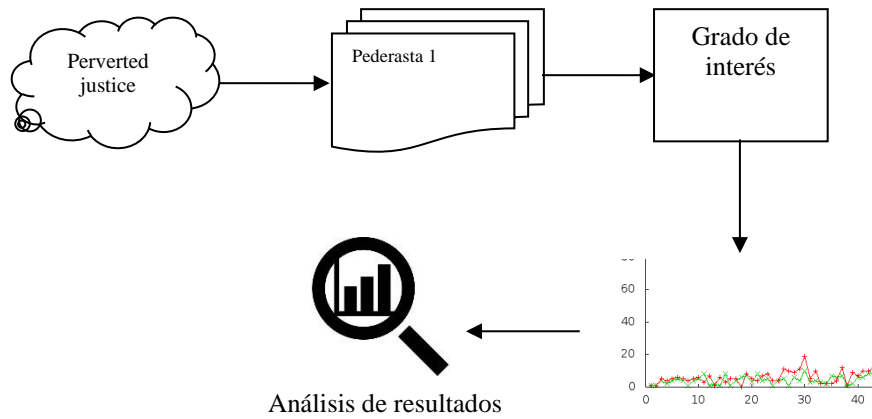 Perverted
justice
Pederasta 1
Grado de
interés
80
60
40
20
0
0 10 20 30 40
Análisis de resultados